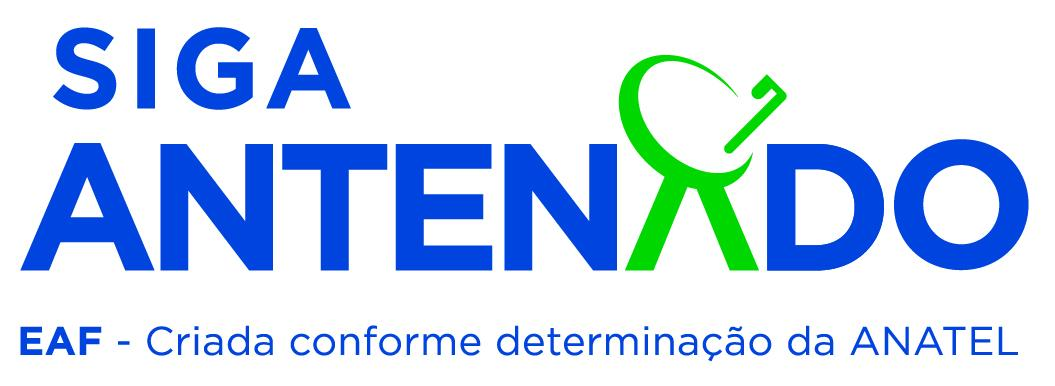 SIGA
ANTENADO
EAF - Criada conforme determinação da ANATEL